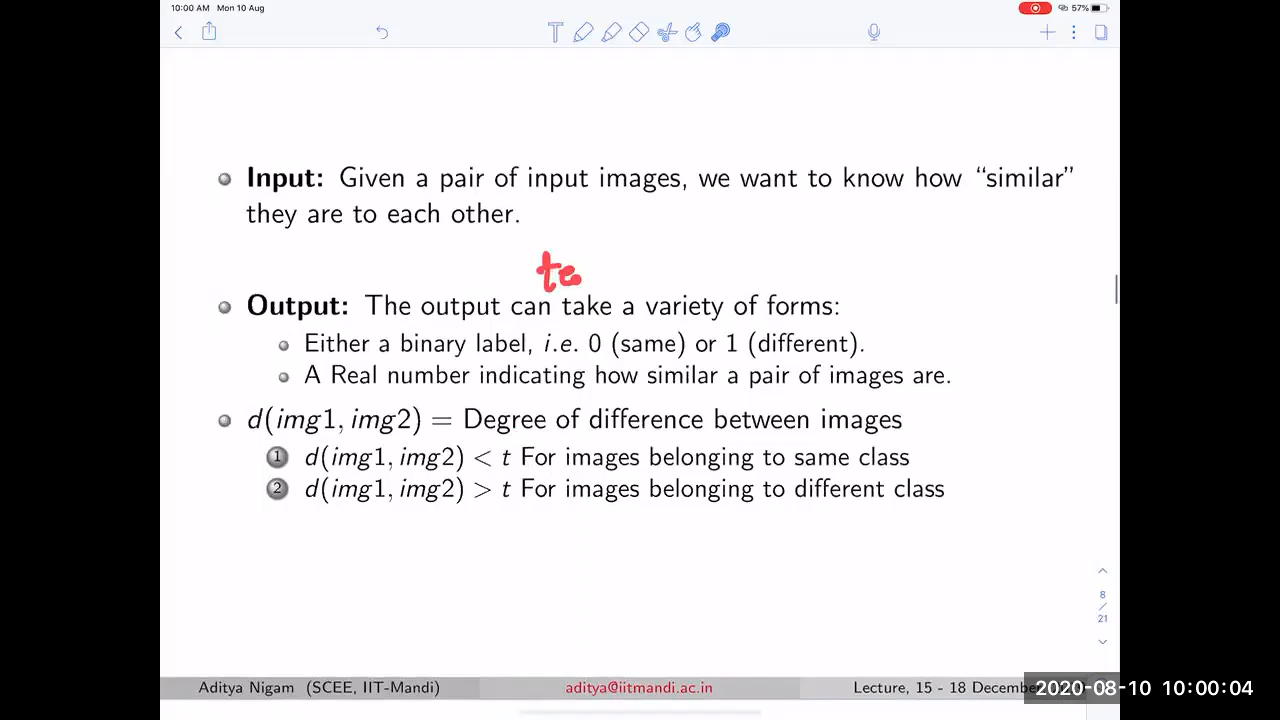 10:00 AM Mon 10 Aug
57%
Input: Given a pair of input images, we want to know how “similar”
they are to each other.
te
Output: The output can take a variety of forms:
Either a binary label, i.e. 0 (same) or 1 (different).
A Real number indicating how similar a pair of images are.
d(img1, img2) = Degree of difference between images
1 d(img1, img2) < t For images belonging to same class
2 d(img1, img2) > t For images belonging to different class
8
/
21
Aditya Nigam (SCEE, IIT-Mandi) aditya@iitmandi.ac.in Lecture, 15 - 18 December
2020-08-10 10:00:04